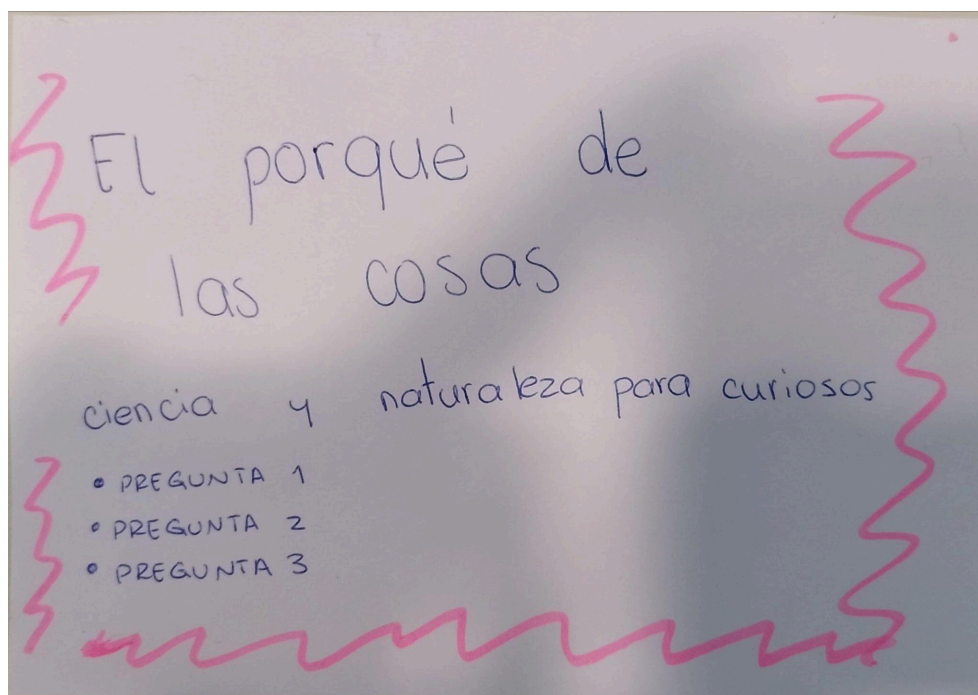 El porqué de
las cosas
ciencia y naturaleza para curiosos
• PREGUNTA 1
• PREGUNTA 2
• PREGUNTA 3